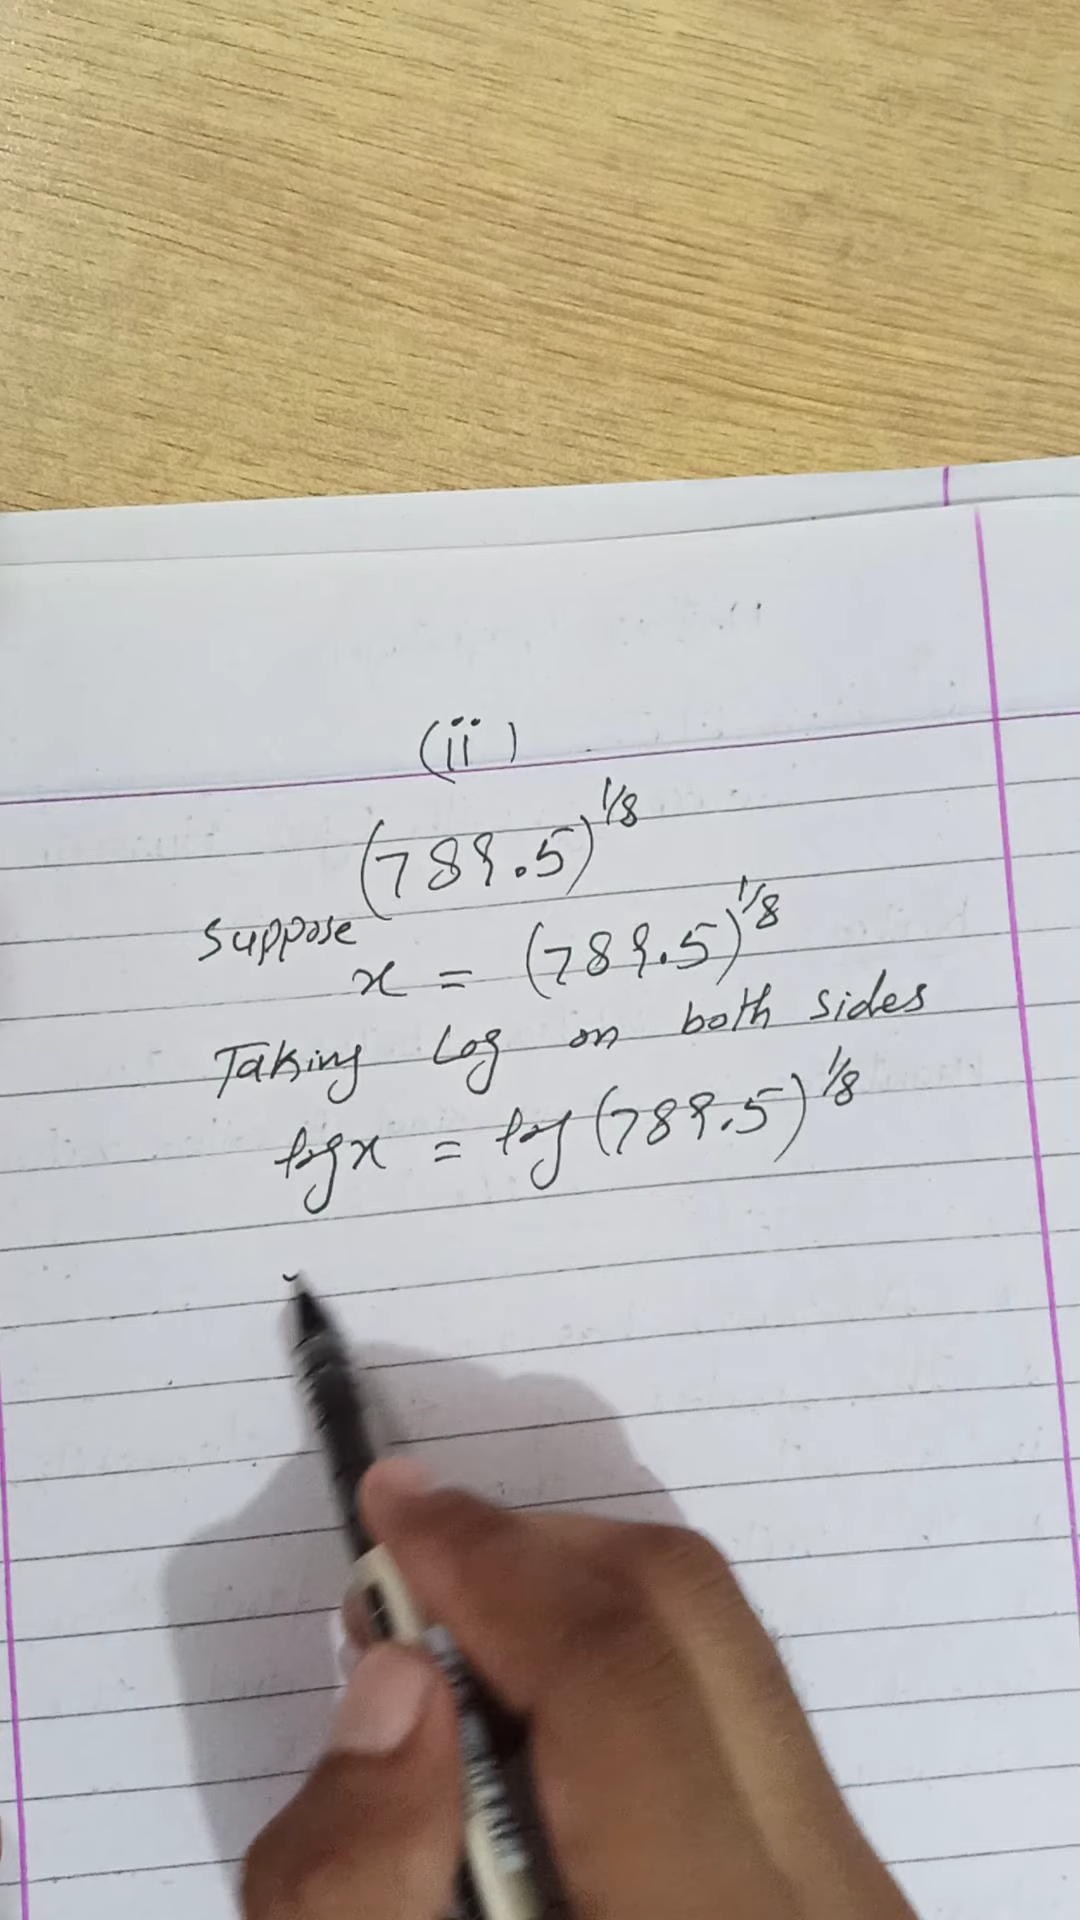 (ii)
(789.5)^1/8
Suppose
x = (789.5)^1/8
Taking Log on both sides
log x = log (789.5)^1/8